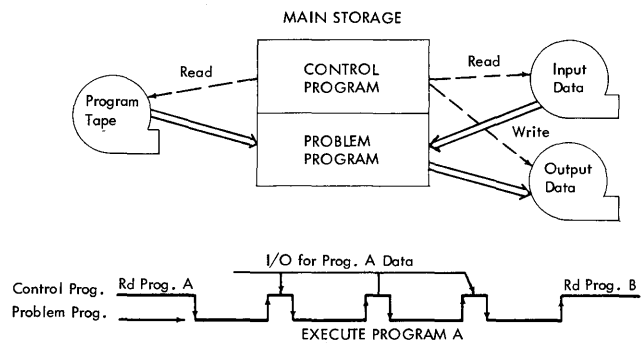 MAIN STORAGE
CONTROL
PROGRAM
PROBLEM
PROGRAM
Read
Program
Tape
Read
Input
Data
Write
Output
Data
I/O for Prog. A Data
Control Prog.
Rd Prog. A
Rd Prog. B
Problem Prog.
EXECUTE PROGRAM A